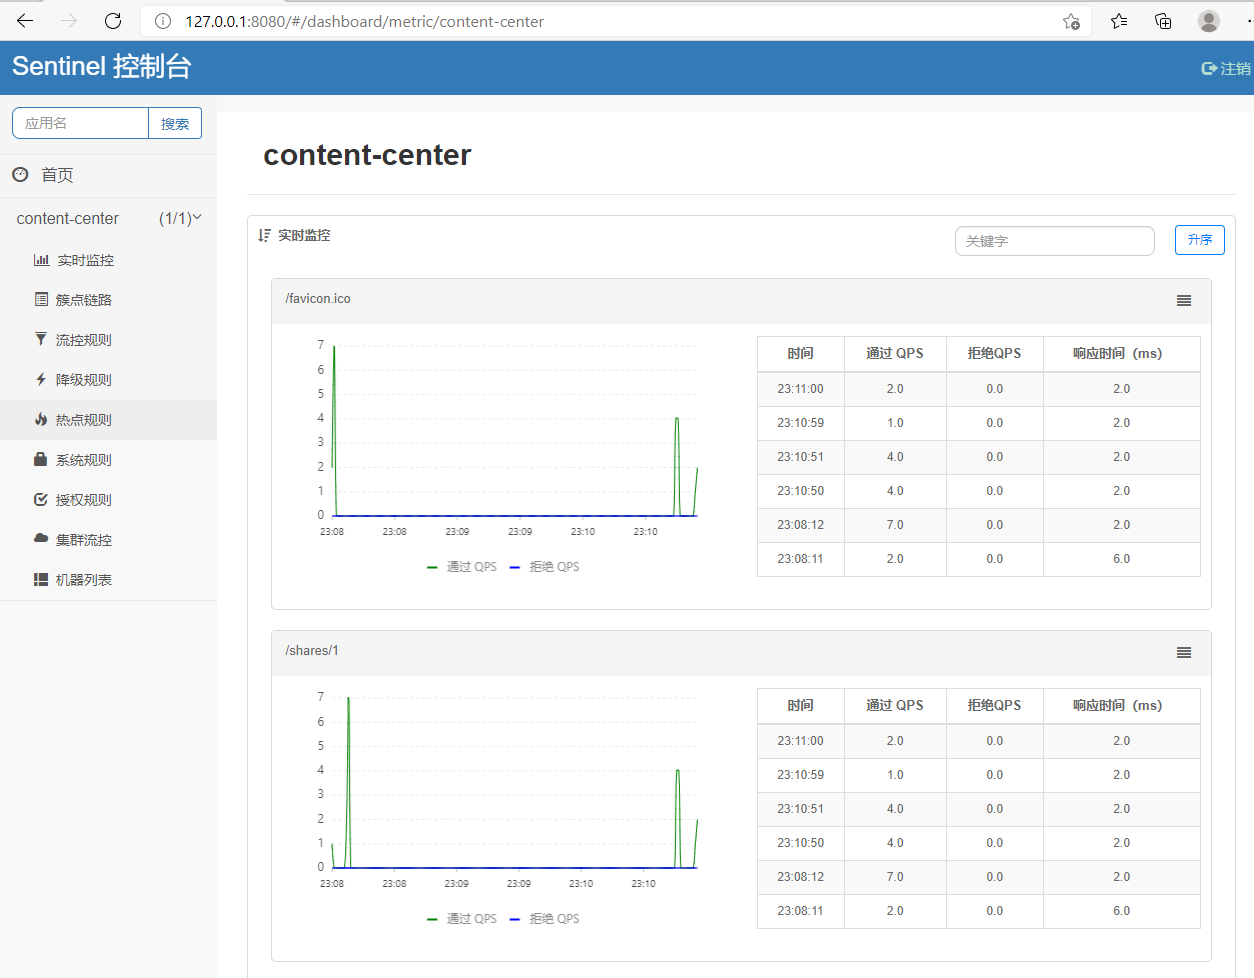 127.0.0.1:8080/#/dashboard/metric/content-center
Sentinel 控制台
注销
应用名 搜索
首页
content-center (1/1)
实时监控
簇点链路
流控规则
降级规则
热点规则
系统规则
授权规则
集群流控
机器列表
content-center
实时监控
关键字
升序
/favicon.ico
7
6
5
4
3
2
1
0
23:08 23:08 23:09 23:09 23:10 23:10
通过 QPS 拒绝 QPS
时间 通过 QPS 拒绝QPS 响应时间（ms）
23:11:00 2.0 0.0 2.0
23:10:59 1.0 0.0 2.0
23:10:51 4.0 0.0 2.0
23:10:50 4.0 0.0 2.0
23:08:12 7.0 0.0 2.0
23:08:11 2.0 0.0 6.0
/shares/1
7
6
5
4
3
2
1
0
23:08 23:08 23:09 23:09 23:10 23:10
通过 QPS 拒绝 QPS
时间 通过 QPS 拒绝QPS 响应时间（ms）
23:11:00 2.0 0.0 2.0
23:10:59 1.0 0.0 2.0
23:10:51 4.0 0.0 2.0
23:10:50 4.0 0.0 2.0
23:08:12 7.0 0.0 2.0
23:08:11 2.0 0.0 6.0